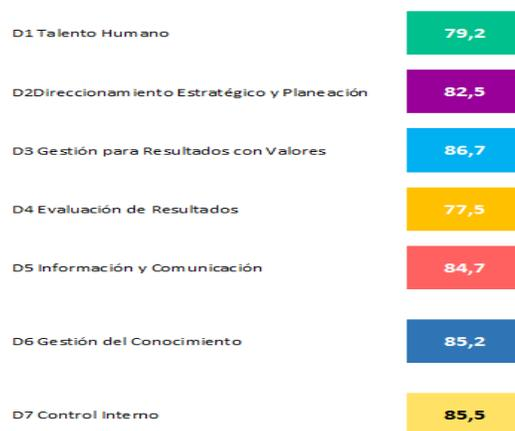 D1 Talento Humano 79,2
D2Direccionamiento Estratégico y Planeación 82,5
D3 Gestión para Resultados con Valores 86,7
D4 Evaluación de Resultados 77,5
D5 Información y Comunicación 84,7
D6 Gestión del Conocimiento 85,2
D7 Control Interno 85,5